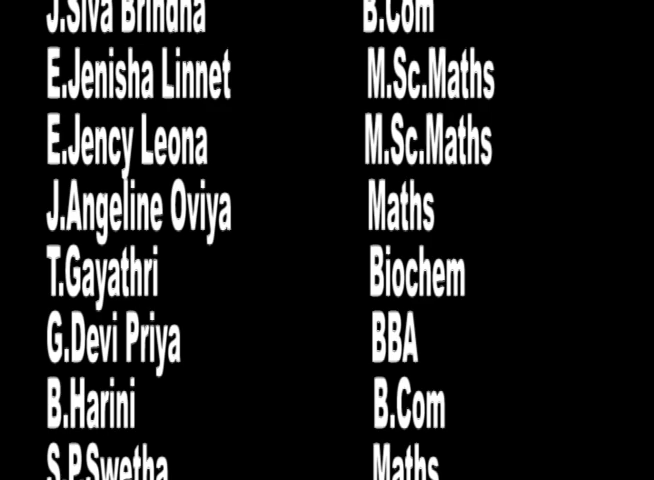 J.Siva Brindha B.Com
E.Jenisha Linnet M.Sc.Maths
E.Jency Leona M.Sc.Maths
J.Angeline Oviya Maths
T.Gayathri Biochem
G.Devi Priya BBA
B.Harini B.Com
S.P.Swetha Maths